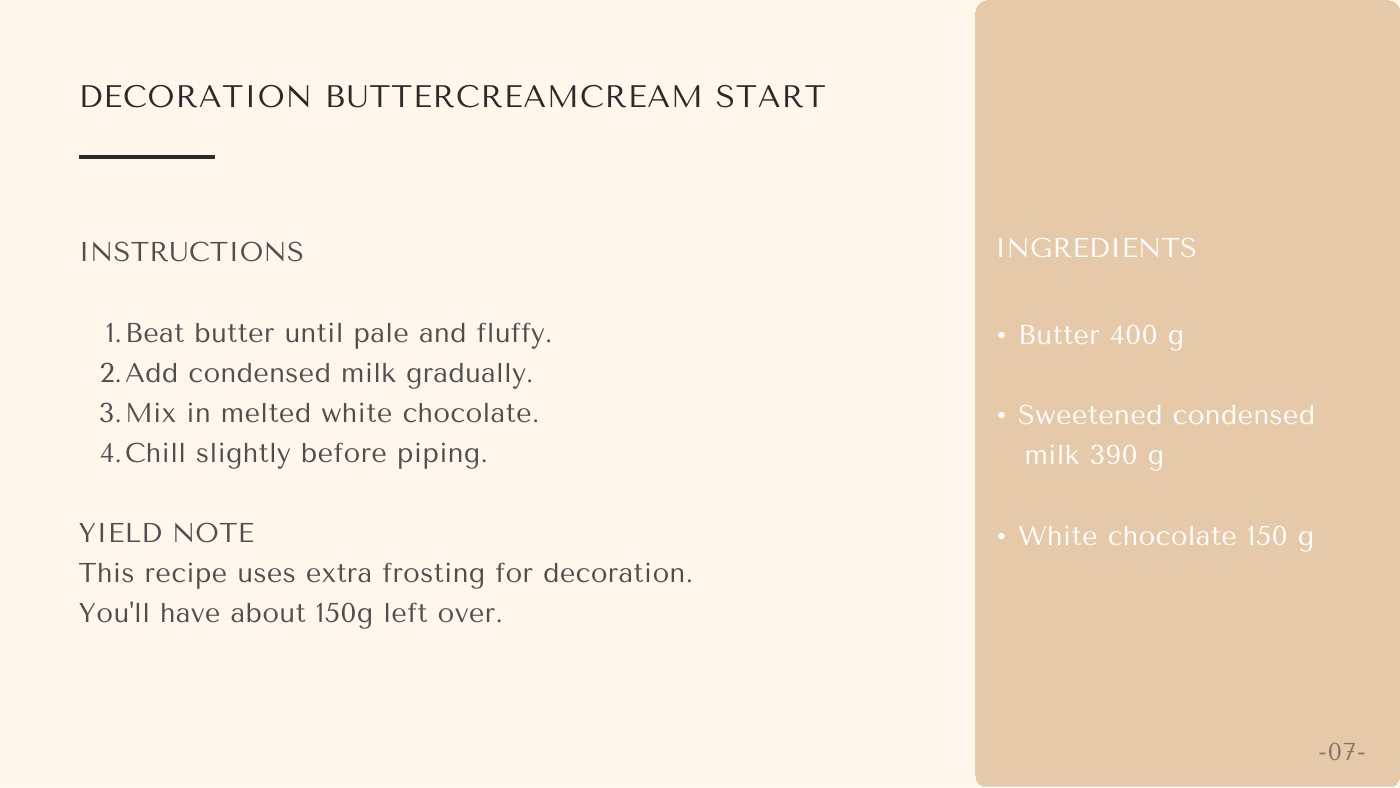 DECORATION BUTTERCREAMCREAM START
INSTRUCTIONS
1. Beat butter until pale and fluffy.
2. Add condensed milk gradually.
3. Mix in melted white chocolate.
4. Chill slightly before piping.
YIELD NOTE
This recipe uses extra frosting for decoration.
You'll have about 150g left over.
INGREDIENTS
• Butter 400 g
• Sweetened condensed
milk 390 g
• White chocolate 150 g
-07-